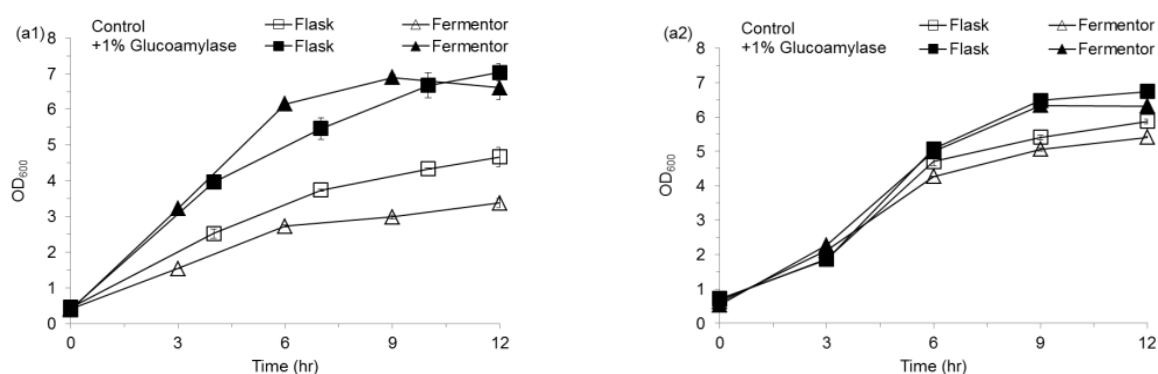 (a1)
Control □Flask △Fermentor
+1% Glucoamylase ■Flask ▲Fermentor
8
7
6
5
4
3
2
1
0
OD₆₀₀
0 3 6 9 12
Time (hr)
(a2)
Control □Flask △Fermentor
+1% Glucoamylase ■Flask ▲Fermentor
8
7
6
5
4
3
2
1
0
OD₆₀₀
0 3 6 9 12
Time (hr)